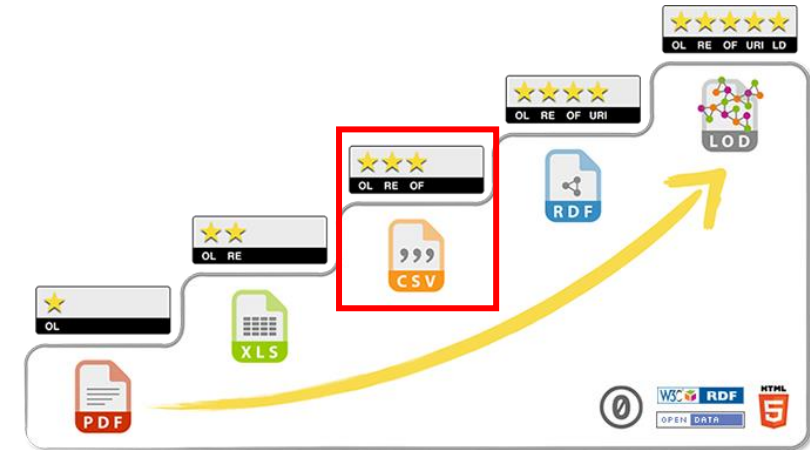 OL RE OF URI LD
OL RE OF URI
LOD
OL RE OF
RDF
OL RE
,,,
CSV
OL
XLS
PDF
0
W3C RDF
OPEN DATA
HTML
5